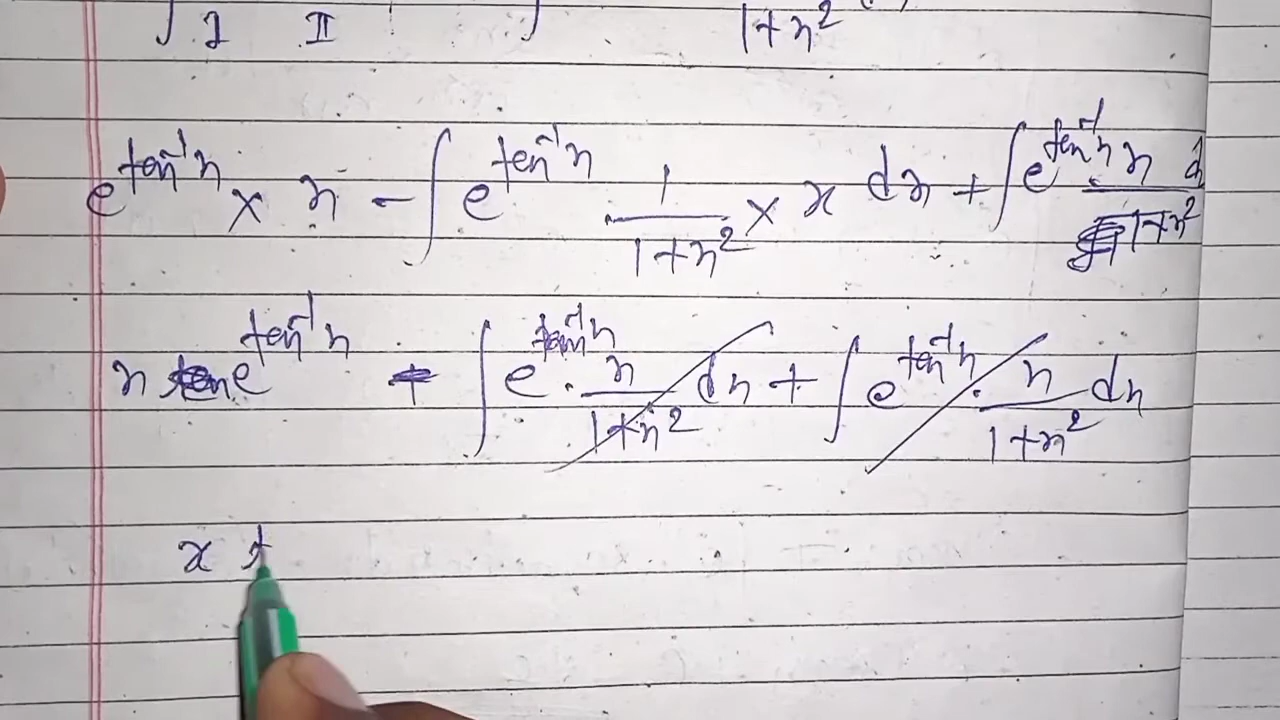 ∫ I II ∫ 1+x²
e^{tan⁻¹x} × x - ∫ e^{tan⁻¹x} 1/(1+x²) × x dx + ∫ e^{tan⁻¹x} · x/(1+x²) d
x e^{tan⁻¹x} - ∫ e^{tan⁻¹x} · x/(1+x²) dx + ∫ e^{tan⁻¹x} · x/(1+x²) dx
x t